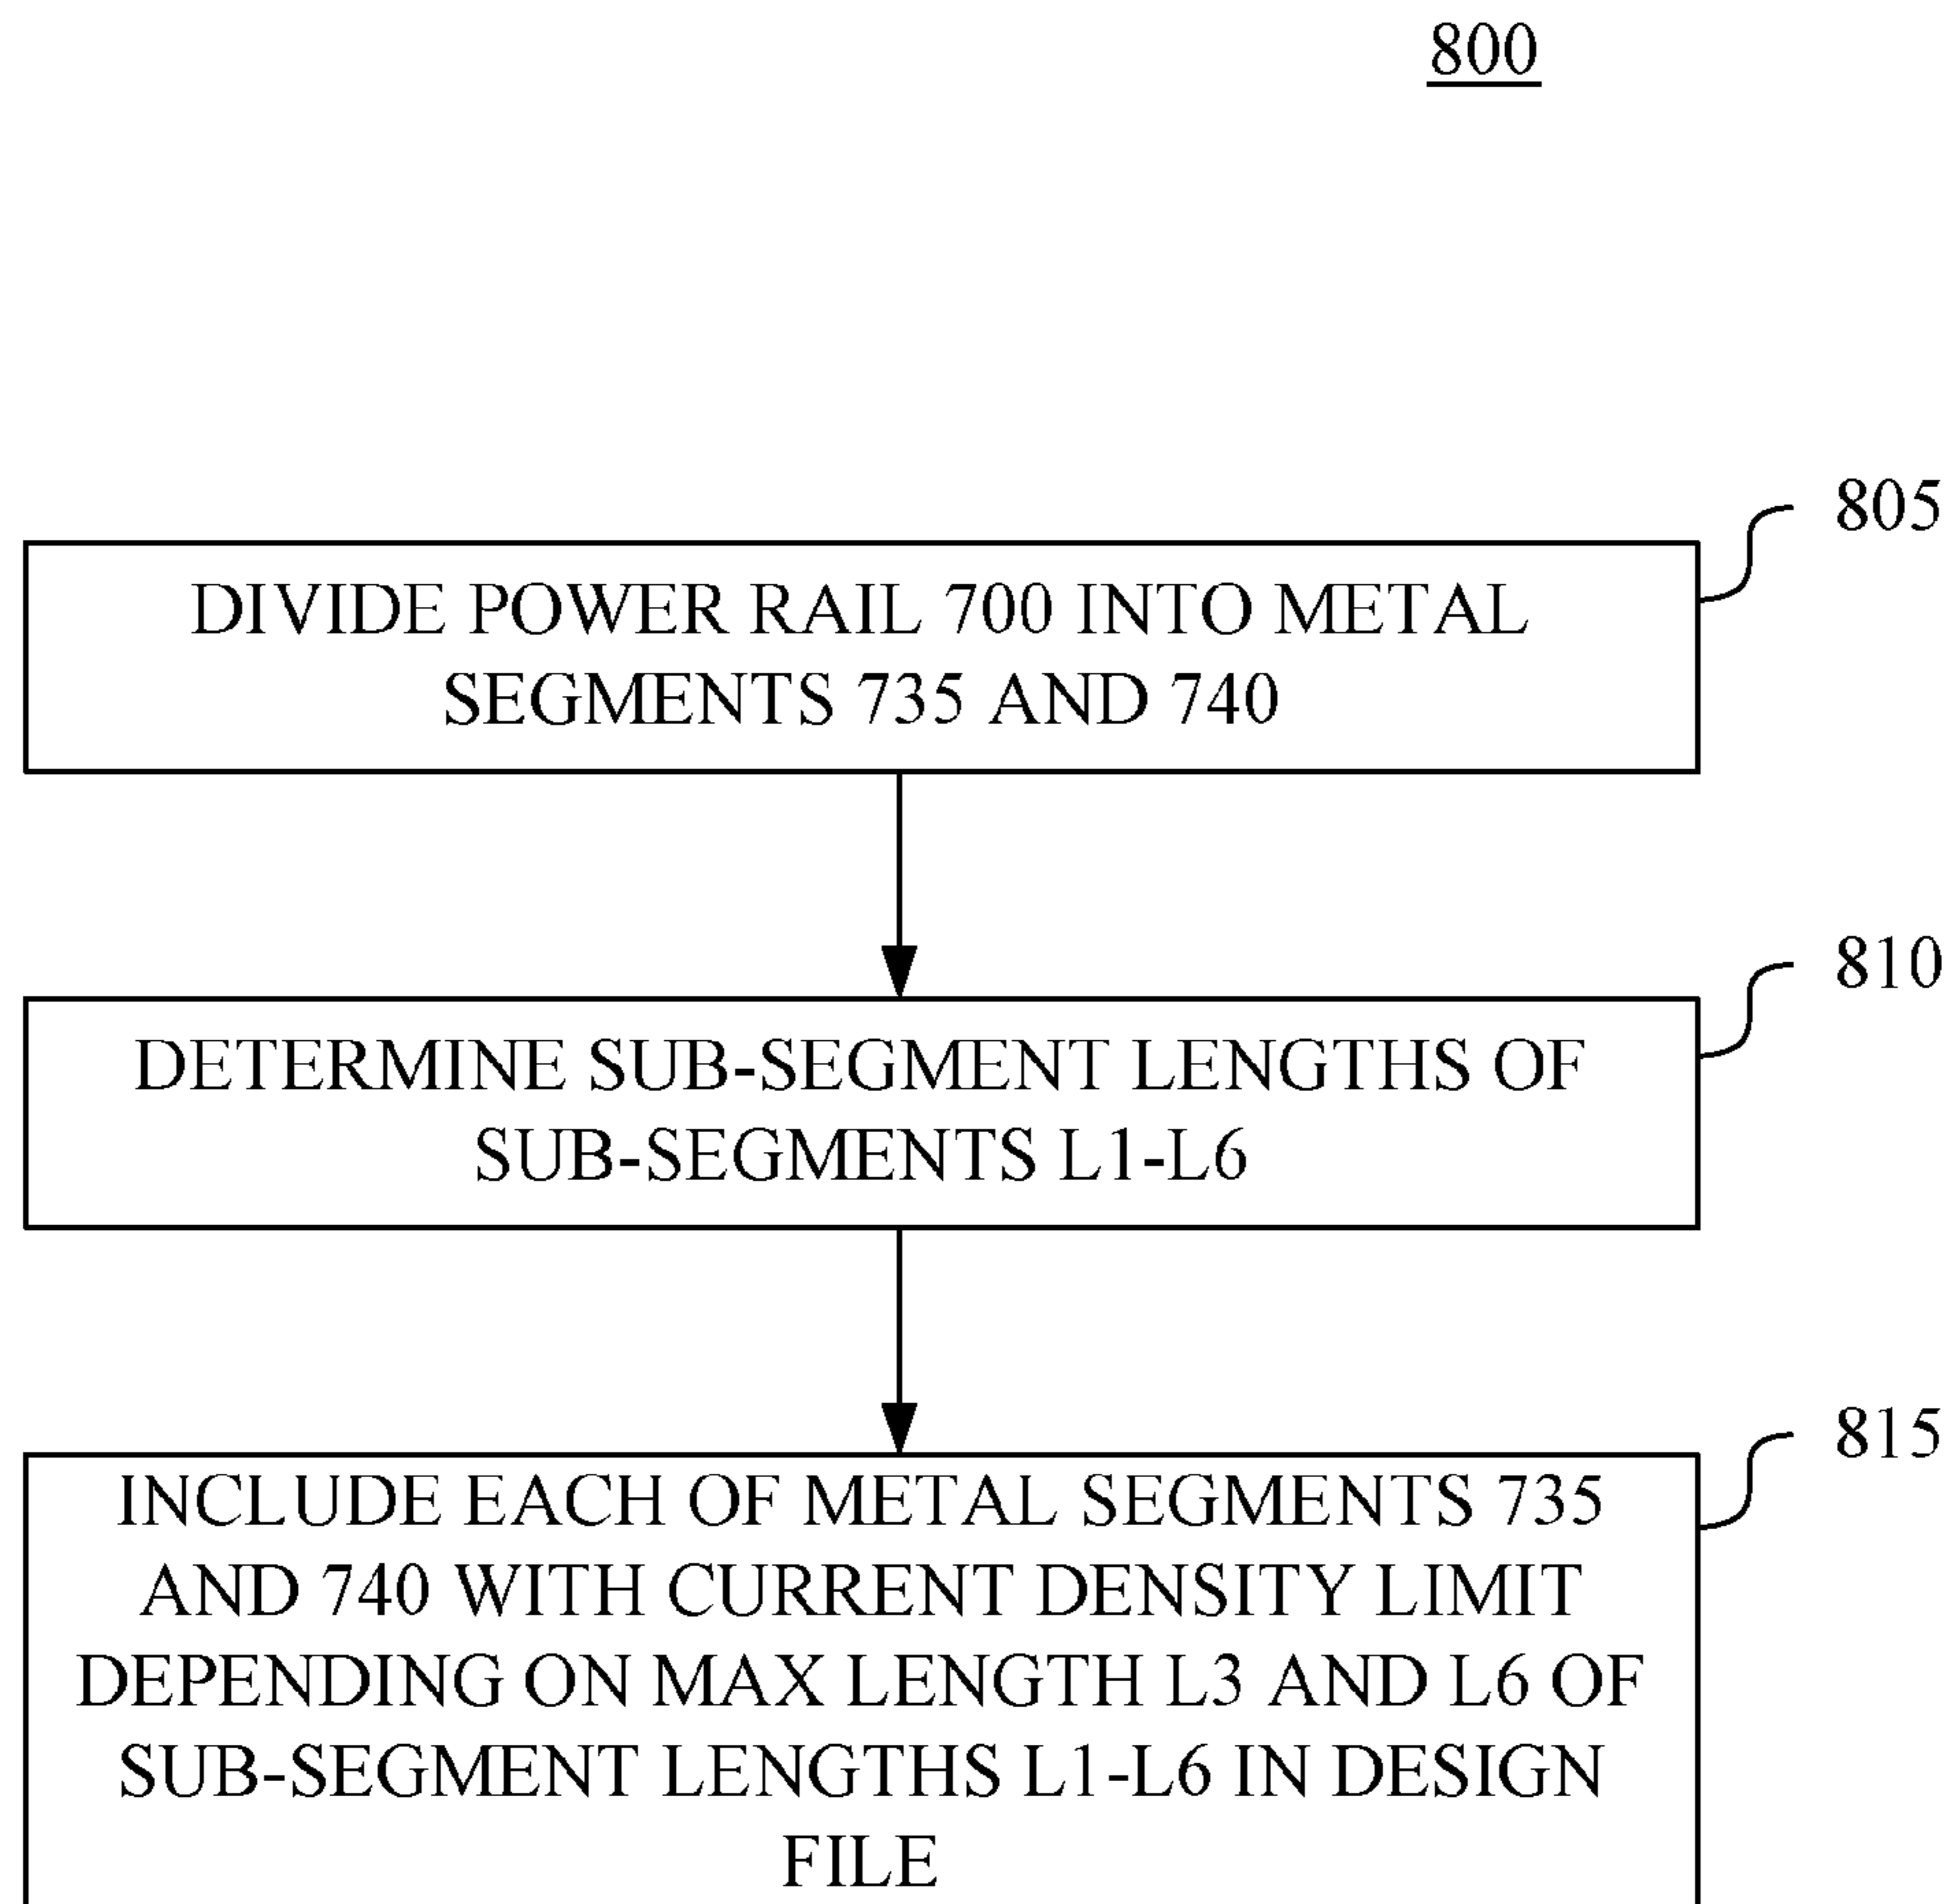 800
805
DIVIDE POWER RAIL 700 INTO METAL
SEGMENTS 735 AND 740
810
DETERMINE SUB-SEGMENT LENGTHS OF
SUB-SEGMENTS L1-L6
815
INCLUDE EACH OF METAL SEGMENTS 735
AND 740 WITH CURRENT DENSITY LIMIT
DEPENDING ON MAX LENGTH L3 AND L6 OF
SUB-SEGMENT LENGTHS L1-L6 IN DESIGN
FILE